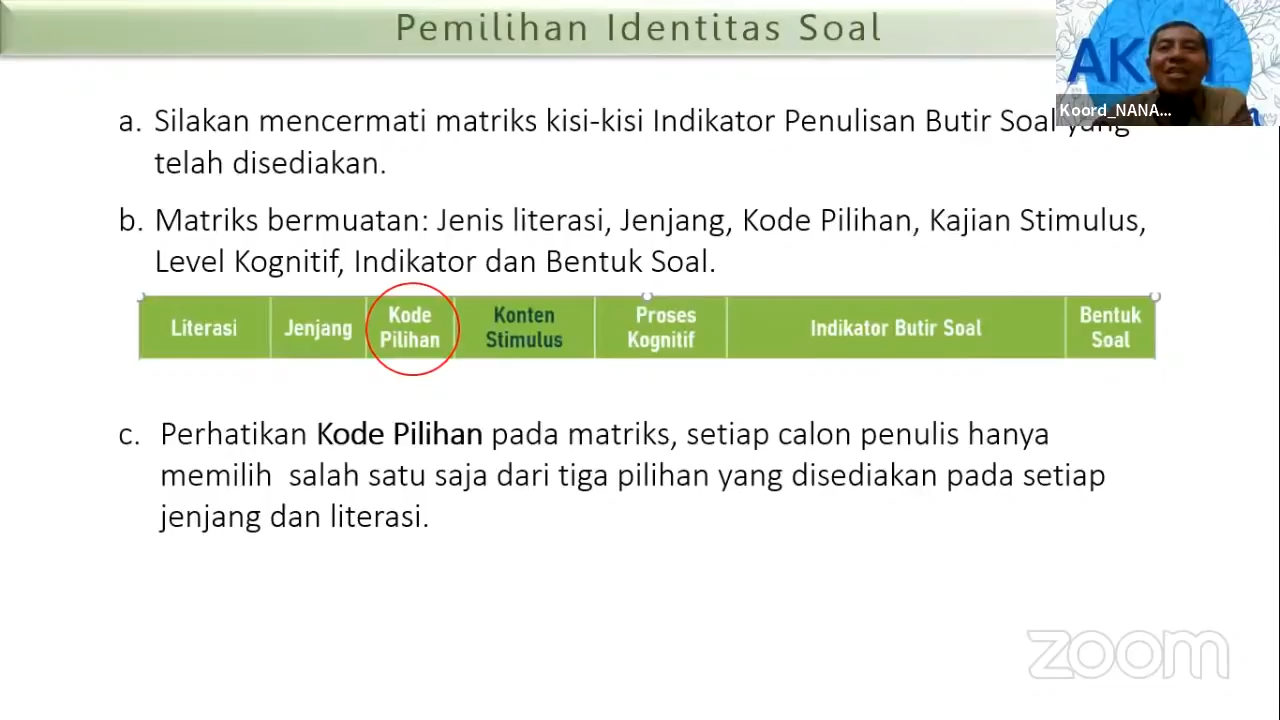 Pemilihan Identitas Soal
AK
Koord_NANA...
a. Silakan mencermati matriks kisi-kisi Indikator Penulisan Butir Soal yang
telah disediakan.
b. Matriks bermuatan: Jenis literasi, Jenjang, Kode Pilihan, Kajian Stimulus,
Level Kognitif, Indikator dan Bentuk Soal.
Literasi Jenjang Kode Pilihan Konten Stimulus Proses Kognitif Indikator Butir Soal Bentuk Soal
c. Perhatikan Kode Pilihan pada matriks, setiap calon penulis hanya
memilih salah satu saja dari tiga pilihan yang disediakan pada setiap
jenjang dan literasi.
zoom